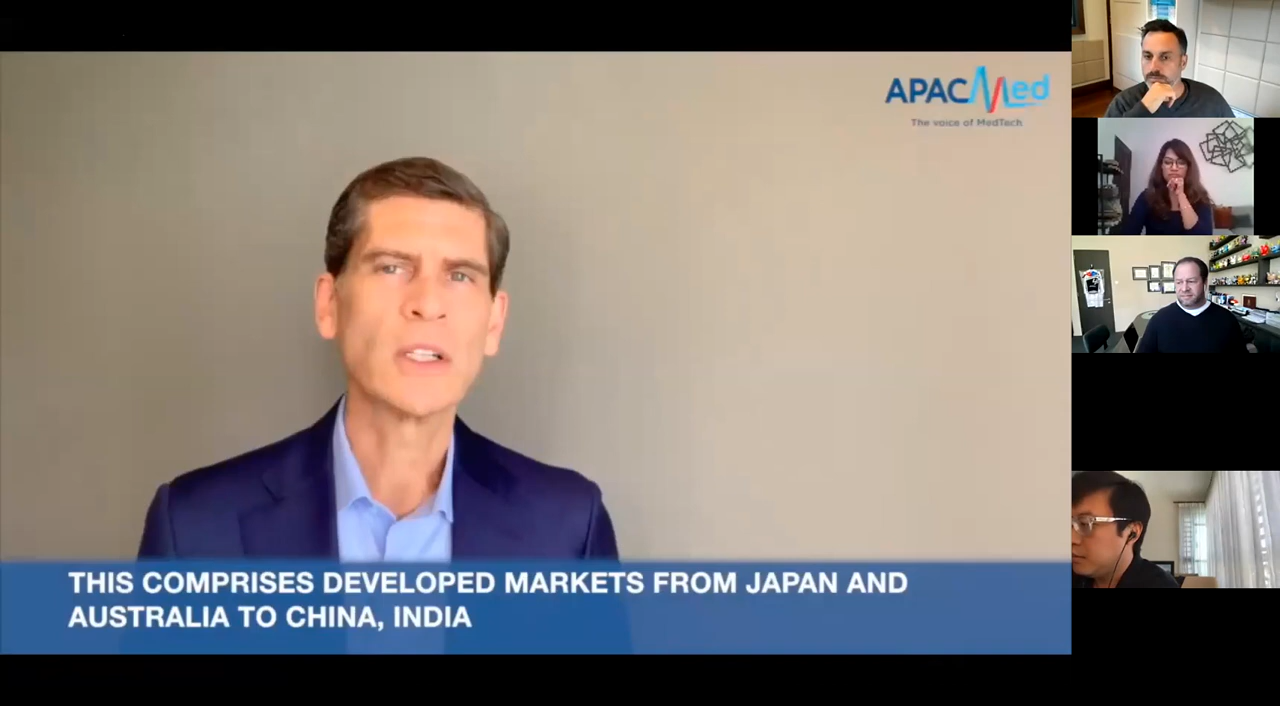 APACMed
The voice of MedTech
THIS COMPRISES DEVELOPED MARKETS FROM JAPAN AND
AUSTRALIA TO CHINA, INDIA